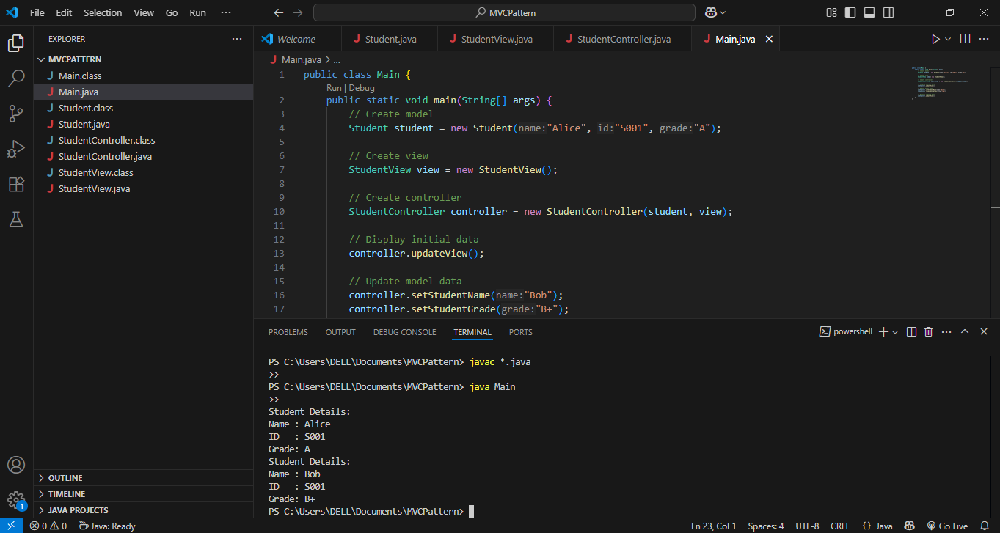 File Edit Selection View Go Run ··· MVCPattern
EXPLORER ···
MVCPATTERN
J Main.class
J Main.java
J Student.class
J Student.java
J StudentController.class
J StudentController.java
J StudentView.class
J StudentView.java
OUTLINE
TIMELINE
JAVA PROJECTS
1
Welcome J Student.java J StudentView.java J StudentController.java J Main.java
J Main.java > ...
1 public class Main {
Run | Debug
2 public static void main(String[] args) {
3 // Create model
4 Student student = new Student(name:"Alice", id:"S001", grade:"A");
5
6 // Create view
7 StudentView view = new StudentView();
8
9 // Create controller
10 StudentController controller = new StudentController(student, view);
11
12 // Display initial data
13 controller.updateView();
14
15 // Update model data
16 controller.setStudentName(name:"Bob");
17 controller.setStudentGrade(grade:"B+");
PROBLEMS OUTPUT DEBUG CONSOLE TERMINAL PORTS powershell
PS C:\Users\DELL\Documents\MVCPattern> javac *.java
>>
PS C:\Users\DELL\Documents\MVCPattern> java Main
>>
Student Details:
Name : Alice
ID   : S001
Grade: A
Student Details:
Name : Bob
ID   : S001
Grade: B+
PS C:\Users\DELL\Documents\MVCPattern>
0 0 Java: Ready Ln 23, Col 1 Spaces: 4 UTF-8 CRLF {} Java Go Live